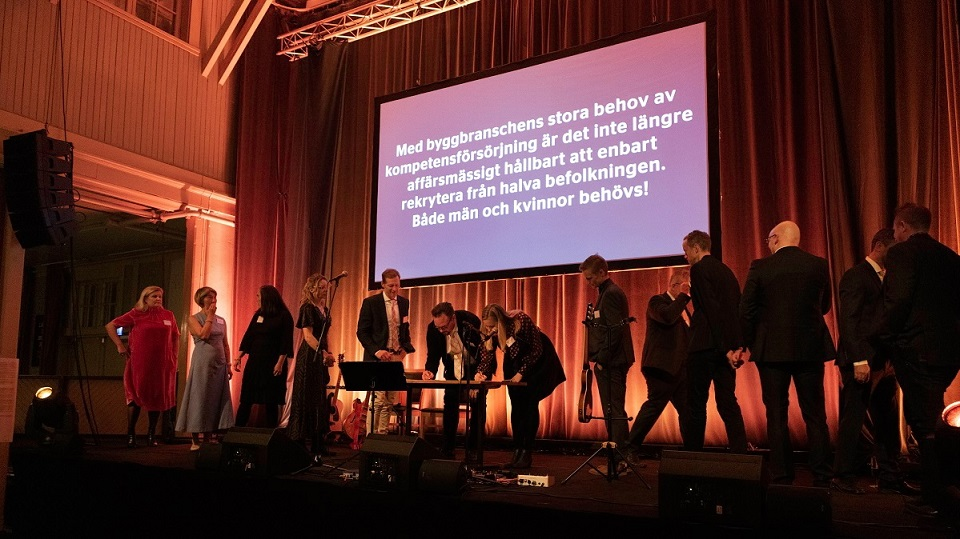 Med byggbranschens stora behov av
kompetensförsörjning är det inte längre
affärsmässigt hållbart att enbart
rekrytera från halva befolkningen.
Både män och kvinnor behövs!